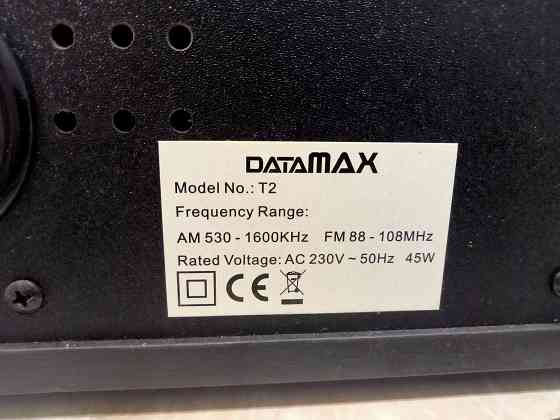 DATAMAX
Model No.: T2
Frequency Range:
AM 530 - 1600KHz FM 88 - 108MHz
Rated Voltage: AC 230V ~ 50Hz 45W
CE